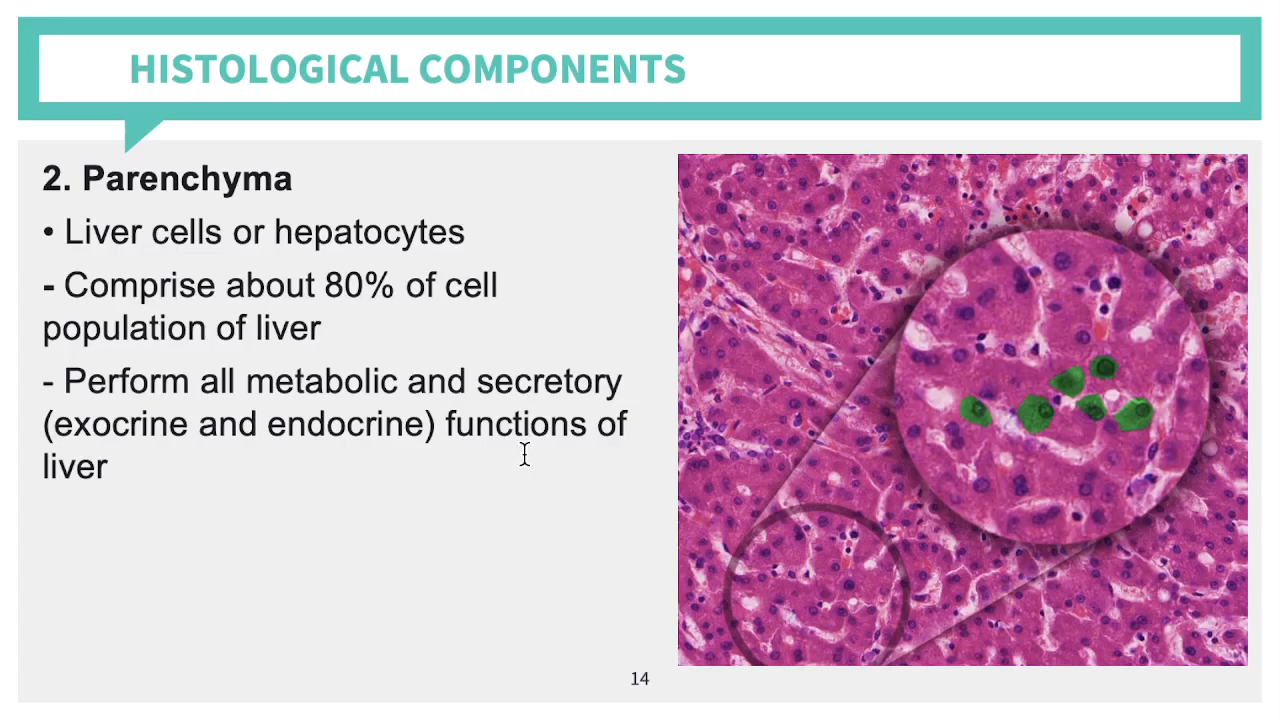 HISTOLOGICAL COMPONENTS
2. Parenchyma
• Liver cells or hepatocytes
- Comprise about 80% of cell
population of liver
- Perform all metabolic and secretory
(exocrine and endocrine) functions of
liver
14